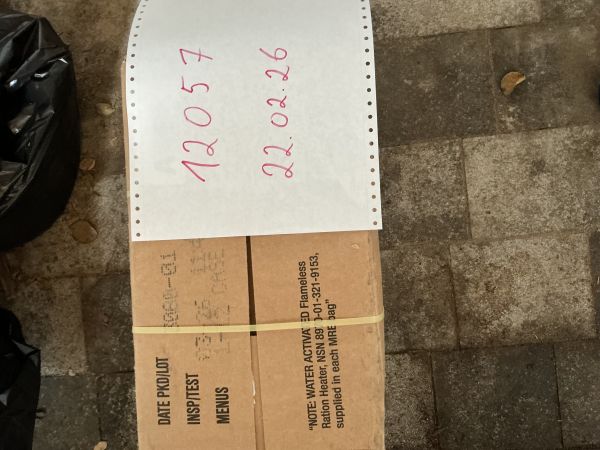 12057
22.02.26
DATE PKD/LOT
INSP/TEST
MENUS
"NOTE: WATER ACTIVATED Flameless
Ration Heater, NSN 8970-01-321-9153,
supplied in each MRE bag"